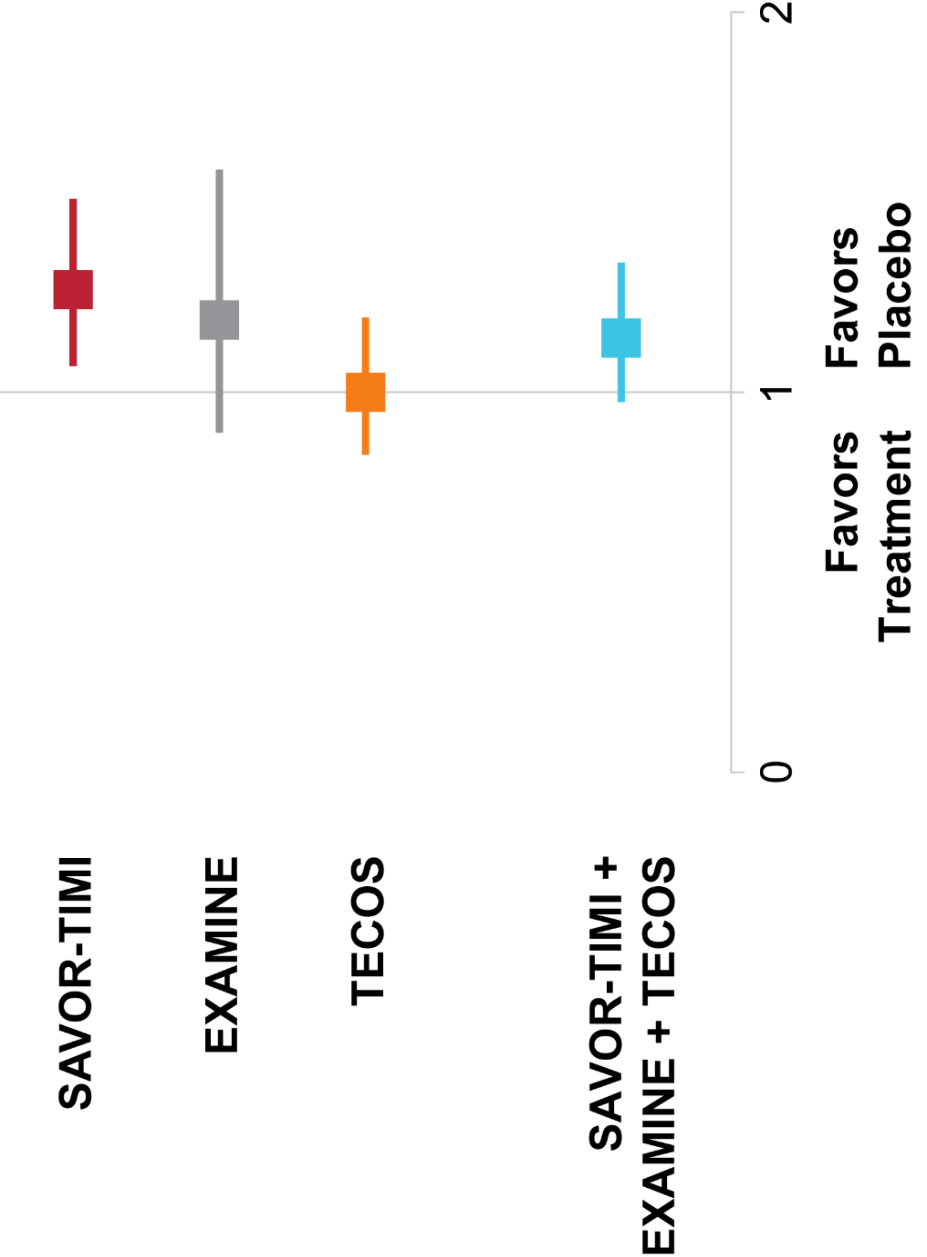 SAVOR-TIMI
EXAMINE
TECOS
SAVOR-TIMI +
EXAMINE + TECOS
0
1
2
Favors
Treatment
Favors
Placebo